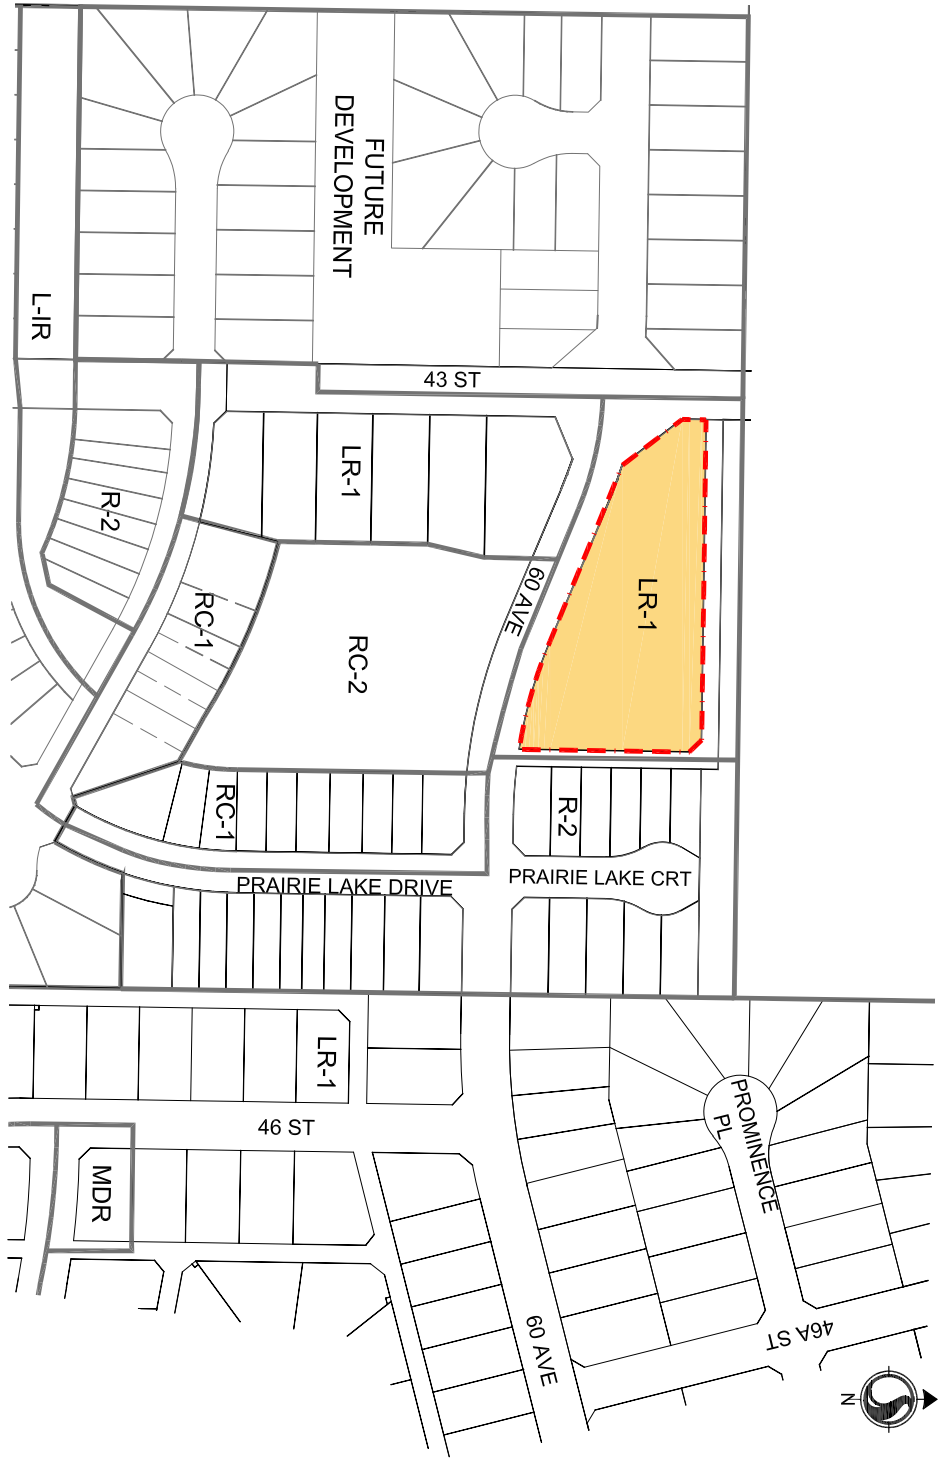 FUTURE
DEVELOPMENT
L-IR
43 ST
LR-1
R-2
60 AVE
LR-1
RC-1
RC-2
RC-1
R-2
PRAIRIE LAKE DRIVE
PRAIRIE LAKE CRT
LR-1
46 ST
PROMINENCE
PL
MDR
60 AVE
46A ST
N